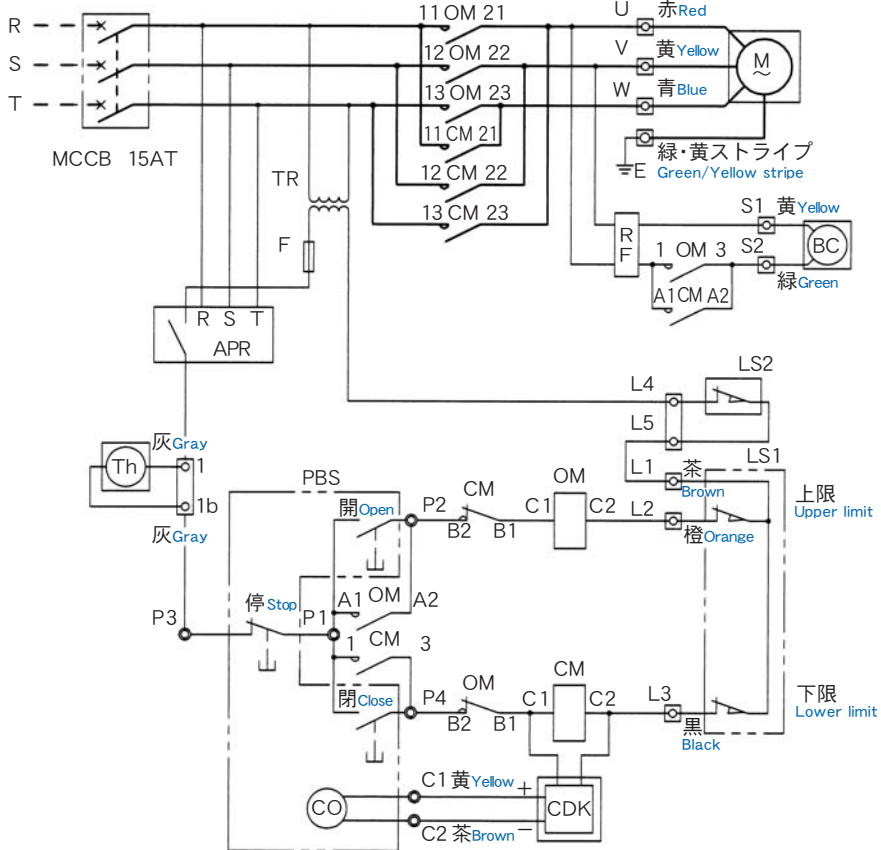 R
11 OM 21
U 赤Red
S
12 OM 22
V 黄Yellow
M
~
T
13 OM 23
W 青Blue
11 CM 21
MCCB 15AT
緑・黄ストライプ
E Green/Yellow stripe
TR
12 CM 22
13 CM 23
S1 黄Yellow
F
RF
1 OM 3
S2
BC
緑Green
A1 CM A2
R S T
APR
LS2
L4
L5
灰Gray
Th
1
1b
灰Gray
L1 茶
Brown
LS1
上限
Upper limit
PBS
開Open
P2
CM
B2 B1
C1 OM C2
L2
橙Orange
P3
停Stop
P1
A1 OM A2
1 CM 3
閉Close
P4
OM
B2 B1
C1 CM C2
L3
黒
Black
下限
Lower limit
CO
C1 黄Yellow +
CDK
C2 茶Brown −